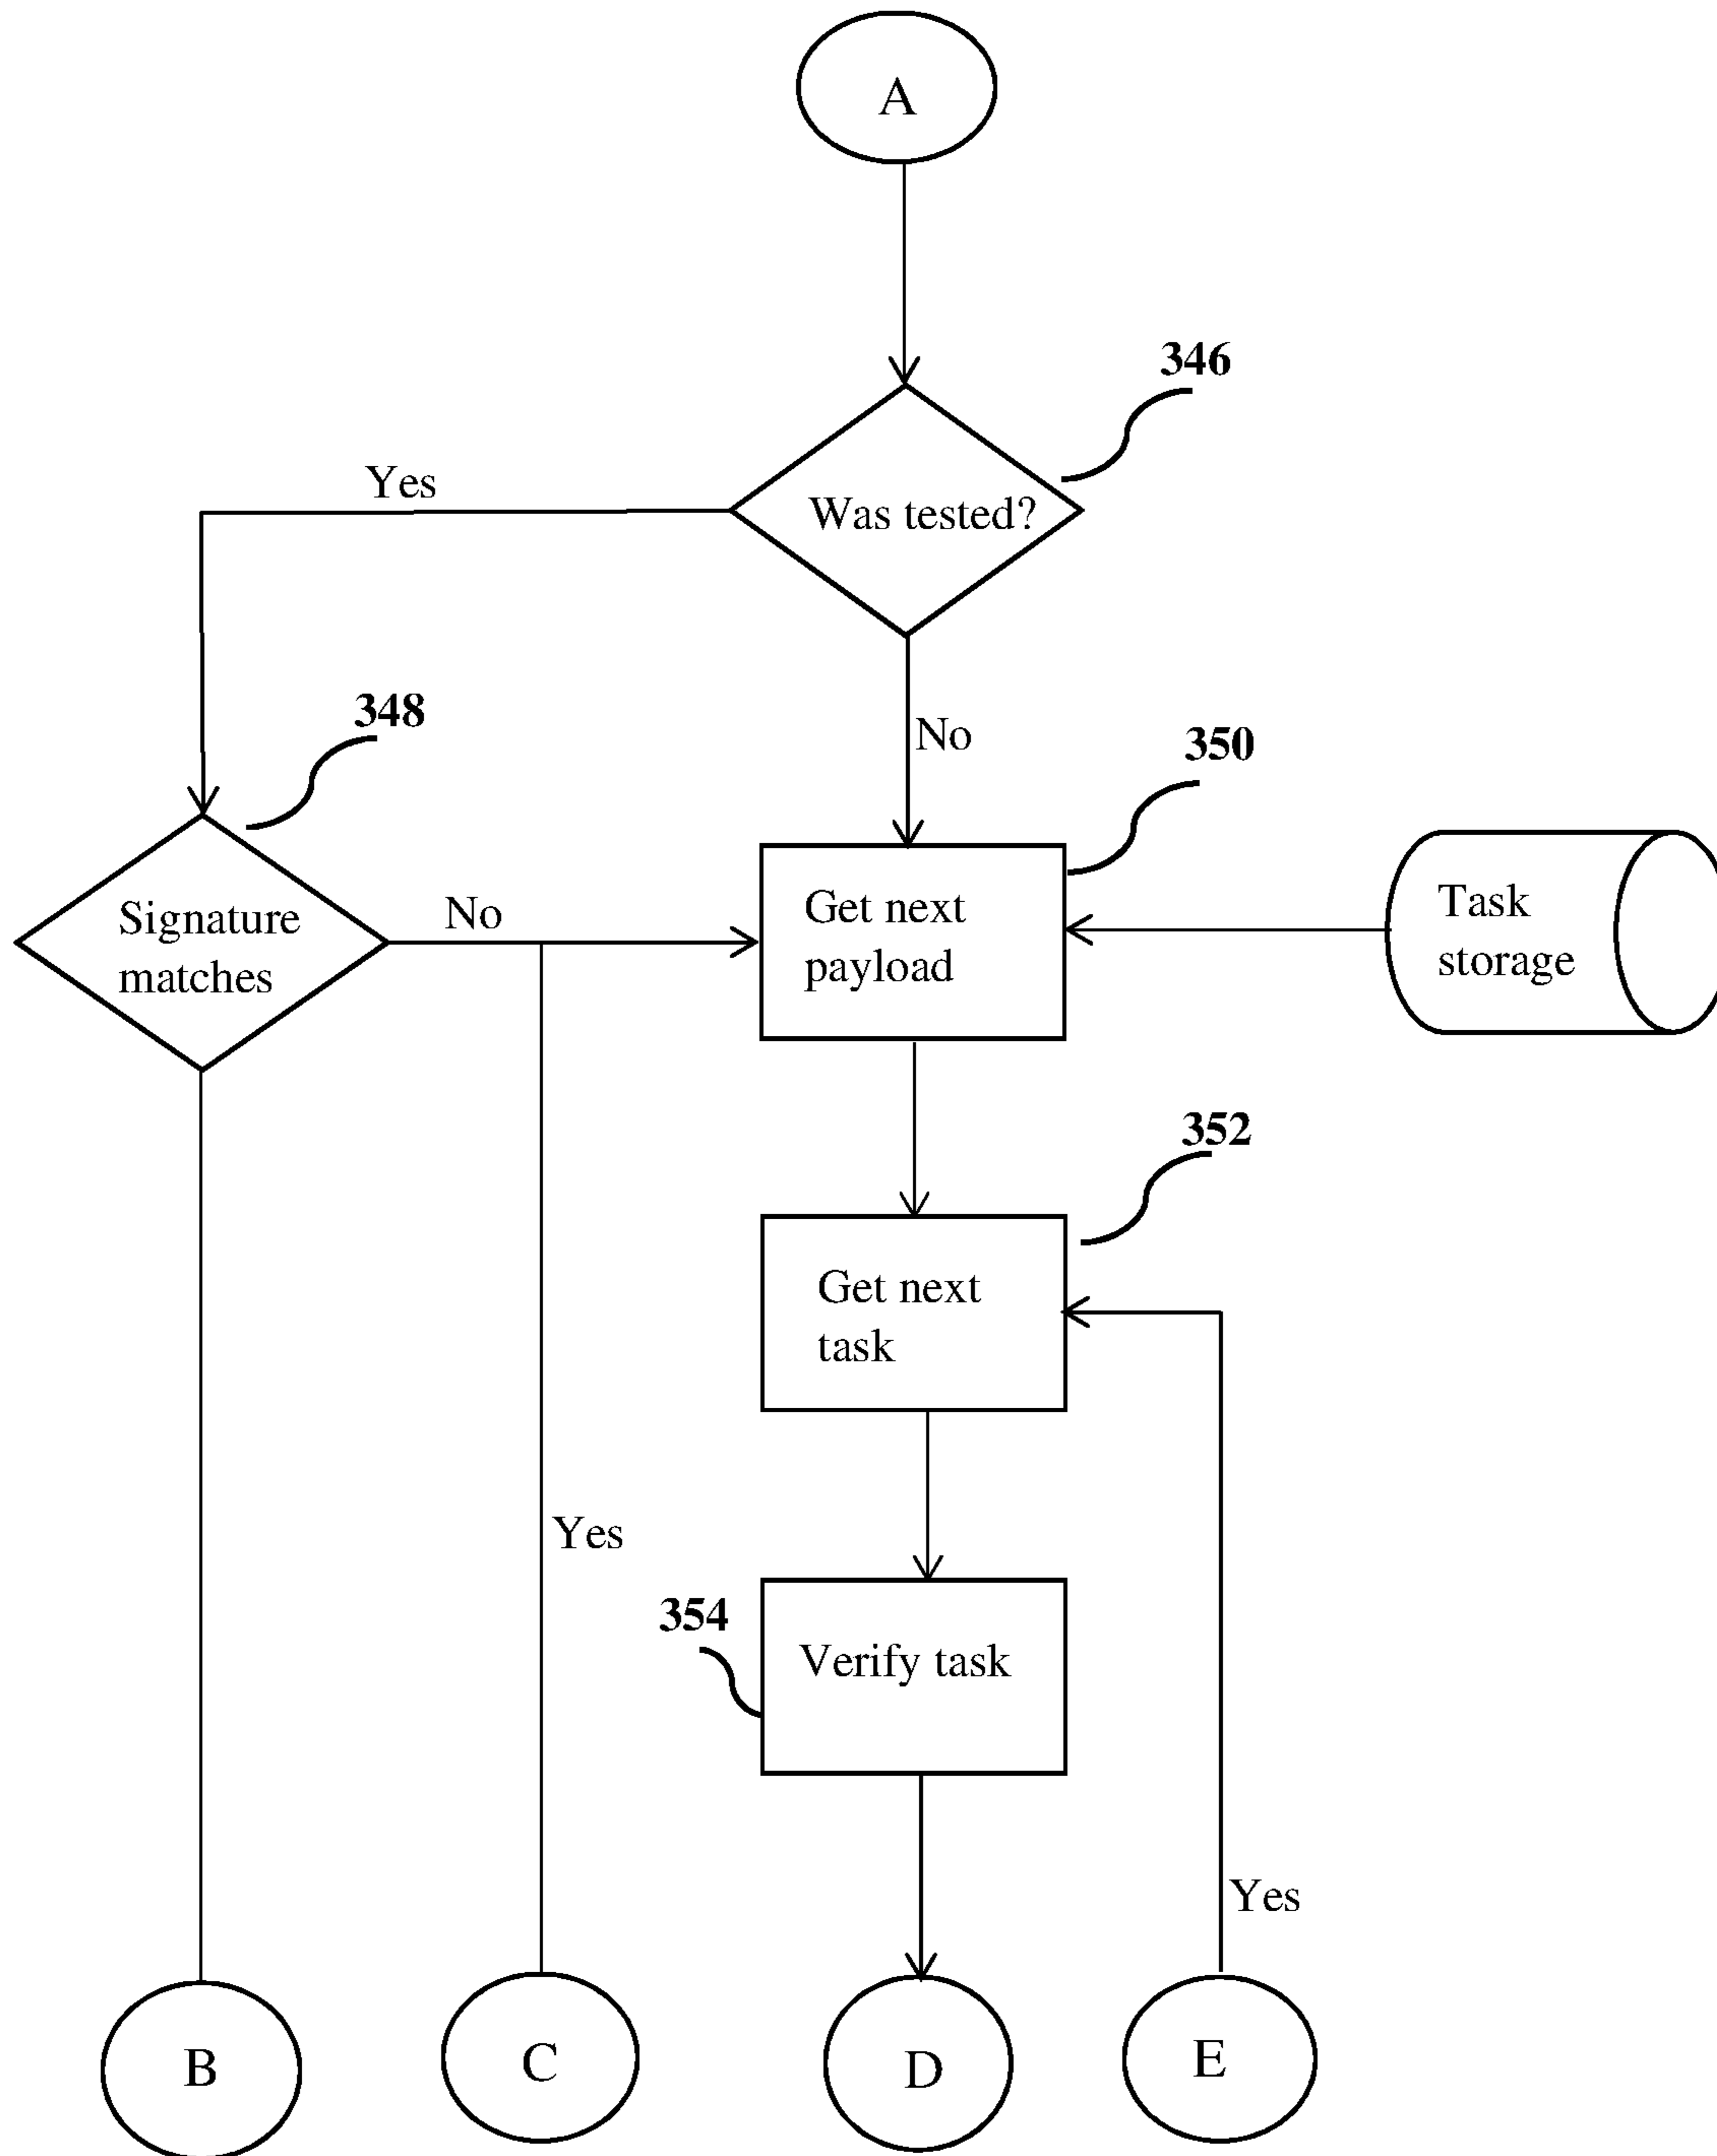 A
346
Yes
Was tested?
348
No
350
Signature
matches
No
Get next
payload
Task
storage
352
Get next
task
Yes
354
Verify task
Yes
B
C
D
E